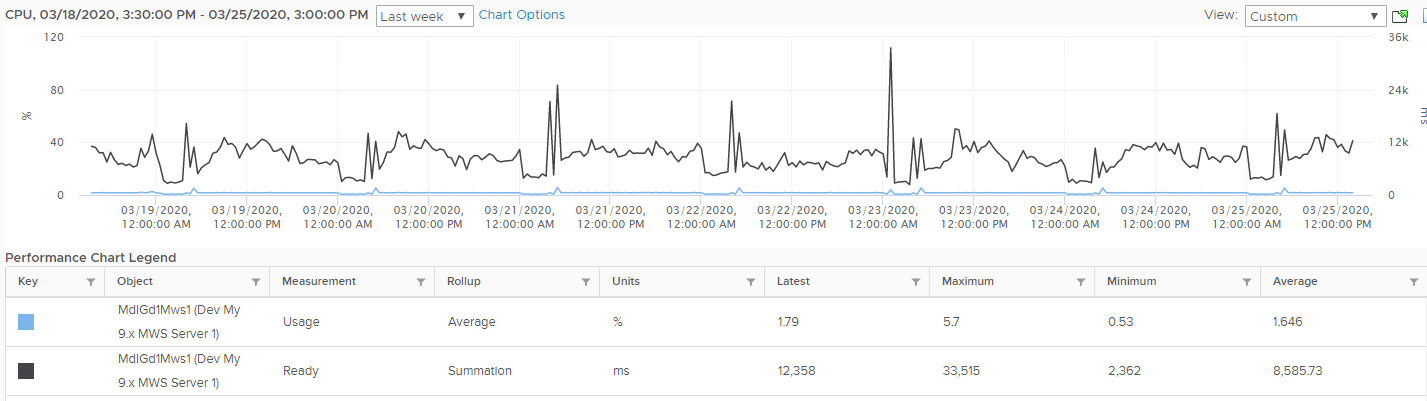 CPU, 03/18/2020, 3:30:00 PM - 03/25/2020, 3:00:00 PM Last week Chart Options View: Custom
120 36k
80 24k
40 12k
0 0
% ms
03/19/2020, 03/19/2020, 03/20/2020, 03/20/2020, 03/21/2020, 03/21/2020, 03/22/2020, 03/22/2020, 03/23/2020, 03/23/2020, 03/24/2020, 03/24/2020, 03/25/2020, 03/25/2020,
12:00:00 AM 12:00:00 PM 12:00:00 AM 12:00:00 PM 12:00:00 AM 12:00:00 PM 12:00:00 AM 12:00:00 PM 12:00:00 AM 12:00:00 PM 12:00:00 AM 12:00:00 PM 12:00:00 AM 12:00:00 PM
Performance Chart Legend
Key Object Measurement Rollup Units Latest Maximum Minimum Average
MdlGd1Mws1 (Dev My
9.x MWS Server 1) Usage Average % 1.79 5.7 0.53 1.646
MdlGd1Mws1 (Dev My
9.x MWS Server 1) Ready Summation ms 12,358 33,515 2,362 8,585.73